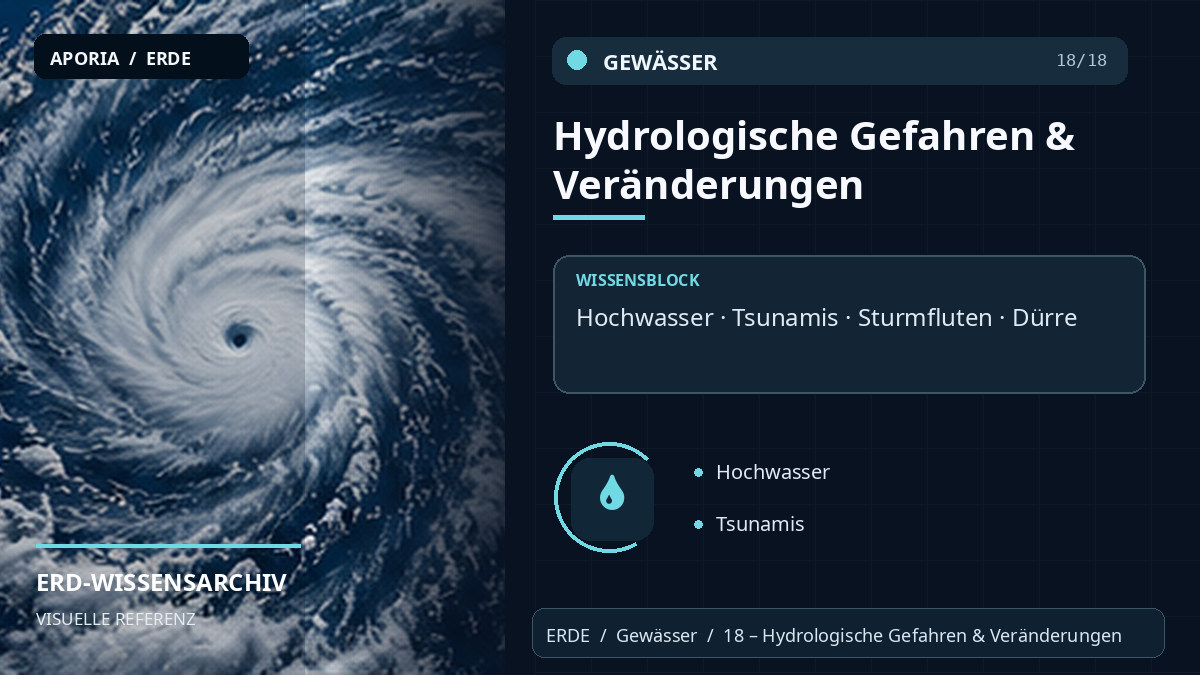 APORIA / ERDE
ERD-WISSENSARCHIV
VISUELLE REFERENZ
GEWÄSSER
18/18
Hydrologische Gefahren &
Veränderungen
WISSENSBLOCK
Hochwasser · Tsunamis · Sturmfluten · Dürre
Hochwasser
Tsunamis
ERDE / Gewässer / 18 – Hydrologische Gefahren & Veränderungen